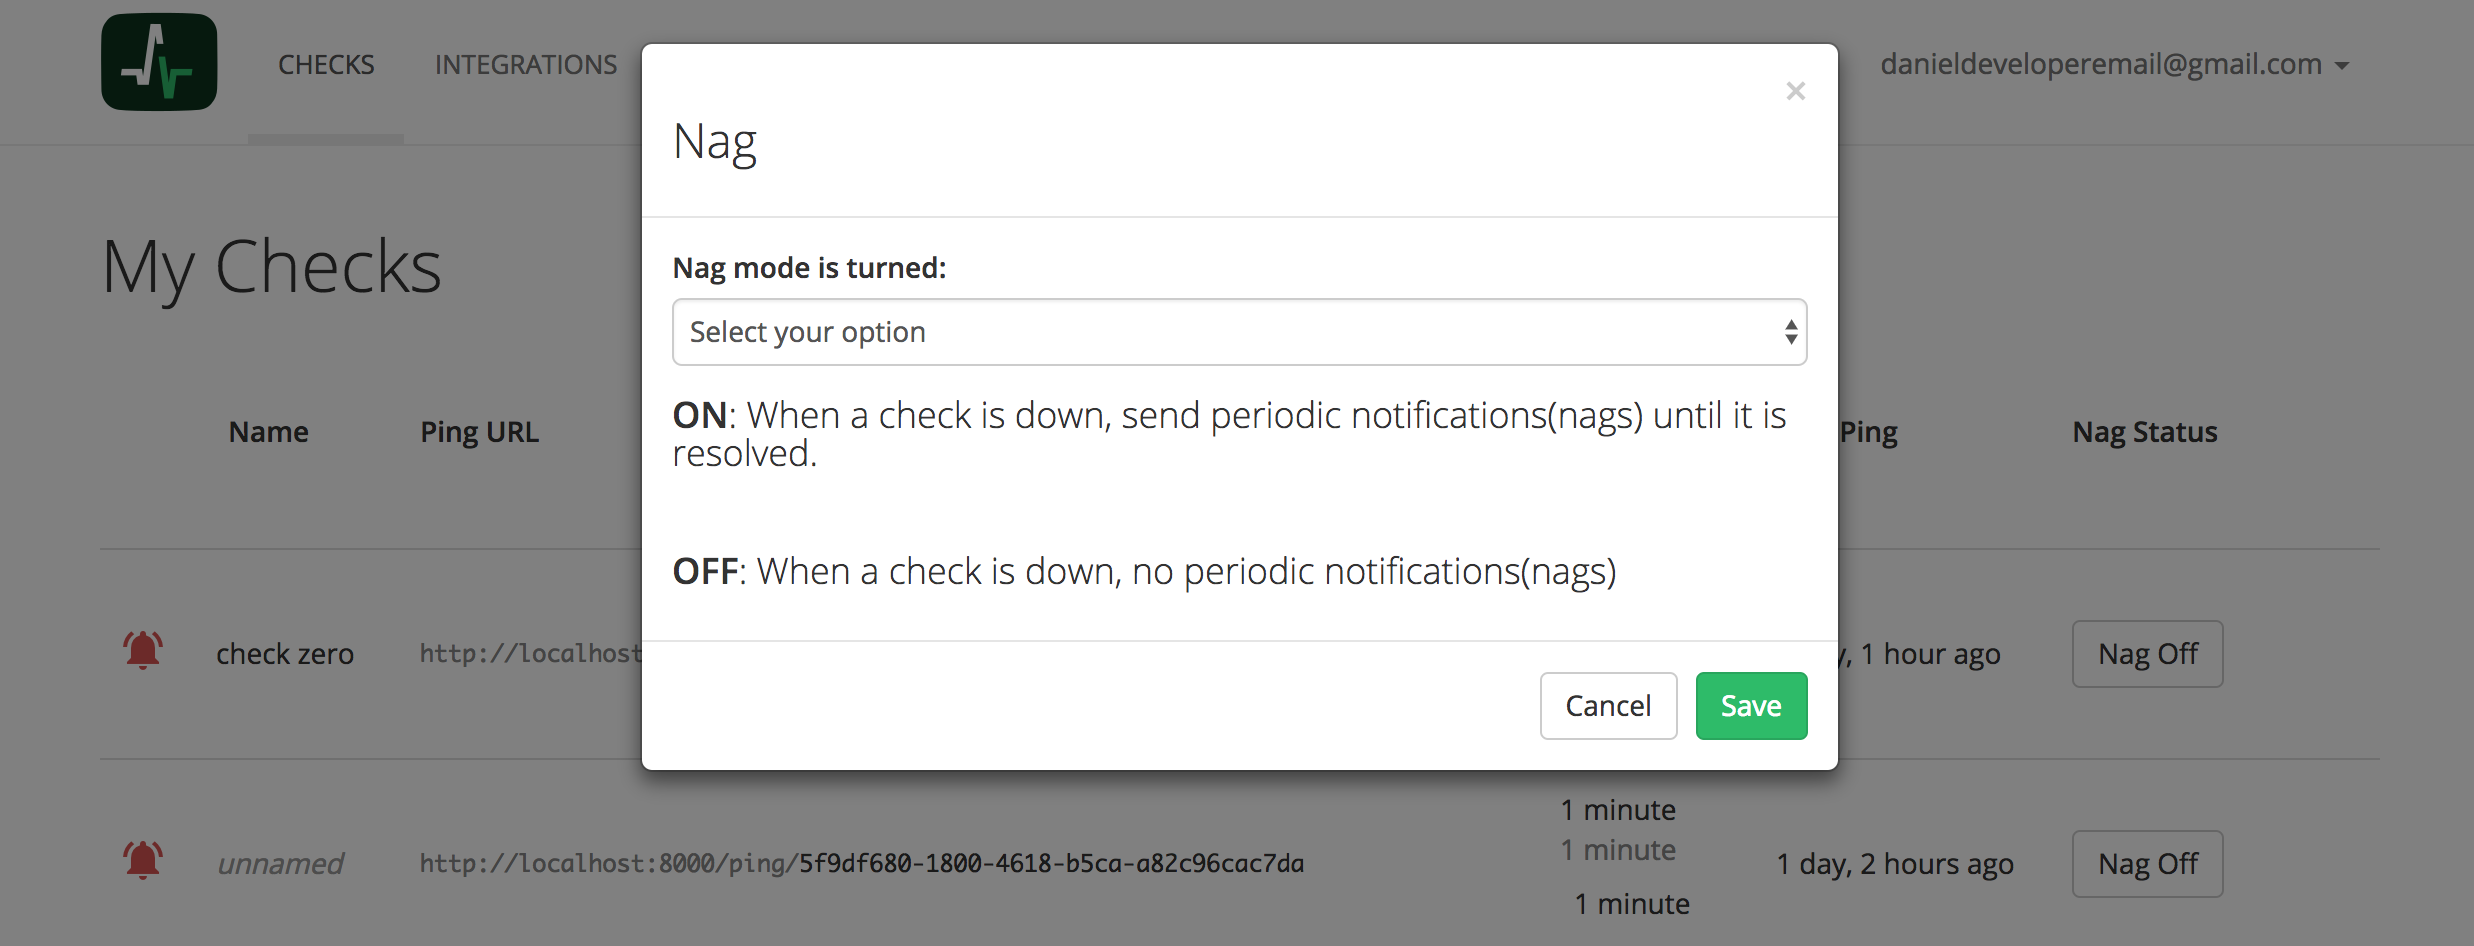 CHECKS
INTEGRATIONS
danieldeveloperemail@gmail.com
×
Nag
My Checks
Nag mode is turned:
Select your option
ON: When a check is down, send periodic notifications(nags) until it is
resolved.
OFF: When a check is down, no periodic notifications(nags)
Cancel
Save
Name
Ping URL
Ping
Nag Status
check zero
http://localhost
, 1 hour ago
Nag Off
1 minute
1 minute
1 minute
unnamed
http://localhost:8000/ping/5f9df680-1800-4618-b5ca-a82c96cac7da
1 day, 2 hours ago
Nag Off